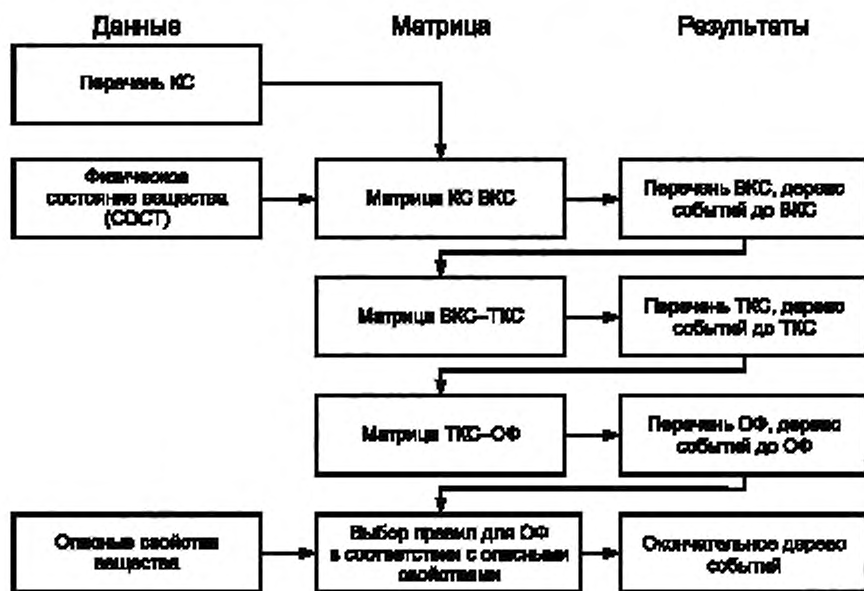 Данные Матрица Результаты
Перечень КС
Физическое
состояние вещества
(СОСТ)
Матрица КС ВКС
Перечень ВКС, дерево
событий до ВКС
Матрица ВКС–ТКС
Перечень ТКС, дерево
событий до ТКС
Матрица ТКС–ОФ
Перечень ОФ, дерево
событий до ОФ
Опасные свойства
вещества
Выбор правил для ОФ
в соответствии с опасными
свойствами
Окончательное дерево
событий